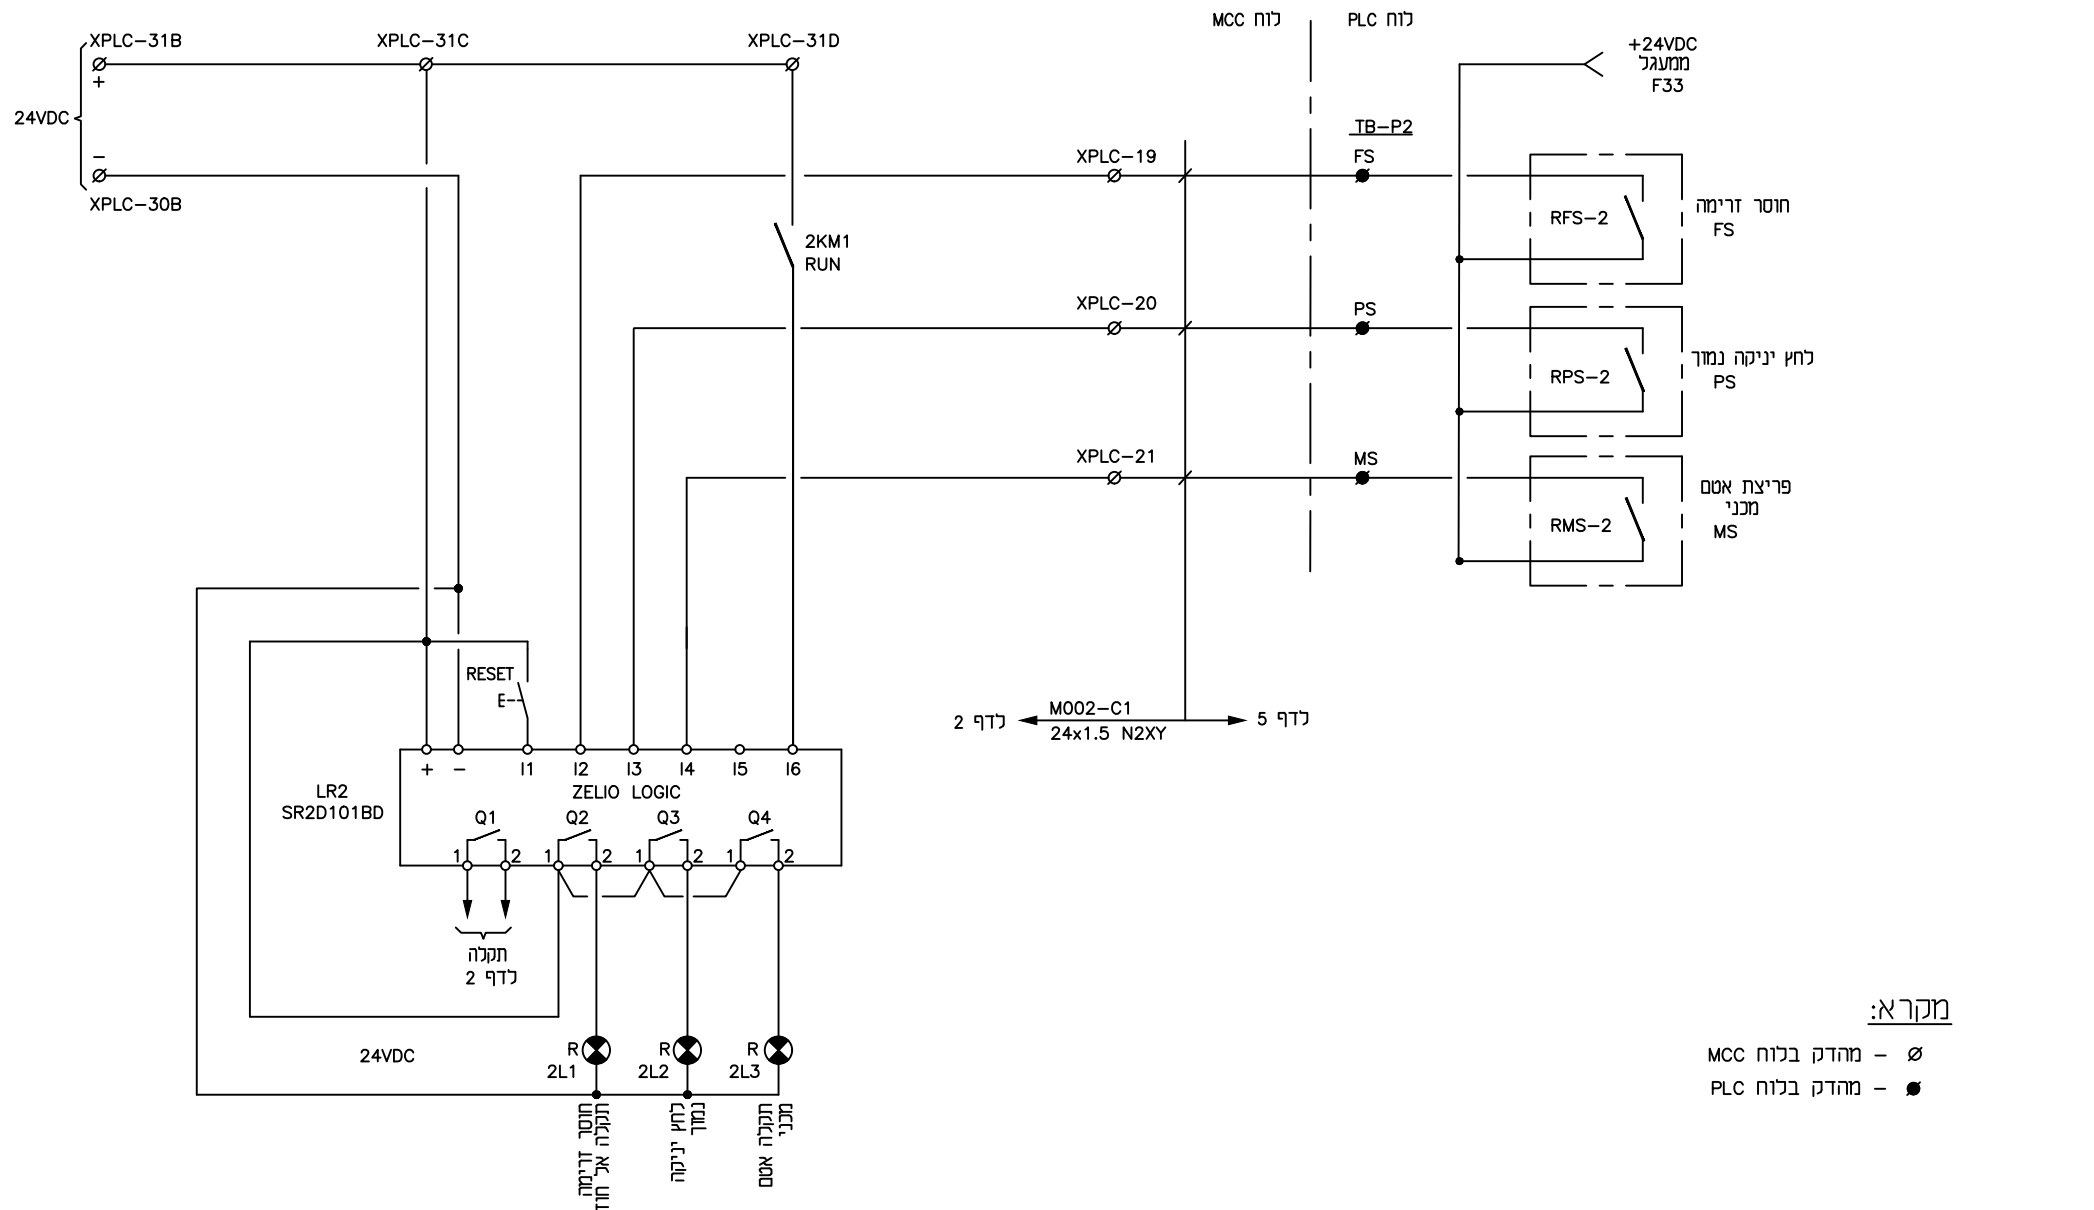 לוח MCC
לוח PLC
XPLC-31B
XPLC-31C
XPLC-31D
+24VDC
ממעגל
F33
+
24VDC
−
XPLC-30B
TB-P2
XPLC-19
FS
RFS-2
חוסר זרימה
FS
2KM1
RUN
XPLC-20
PS
RPS-2
לחץ יניקה נמוך
PS
XPLC-21
MS
RMS-2
פריצת אטם
מכני
MS
RESET
E
לדף 2
M002-C1
24x1.5 N2XY
לדף 5
+ − I1 I2 I3 I4 I5 I6
LR2
SR2D101BD
ZELIO LOGIC
Q1 Q2 Q3 Q4
1 2 1 2 1 2 1 2
תקלה
לדף 2
24VDC
R
2L1
R
2L2
R
2L3
חוסר זרימה
תקלה אל חוז
לחץ יניקה
נמוך
תקלה אטם
מכני
מקרא:
MCC מהדק בלוח −
PLC מהדק בלוח −